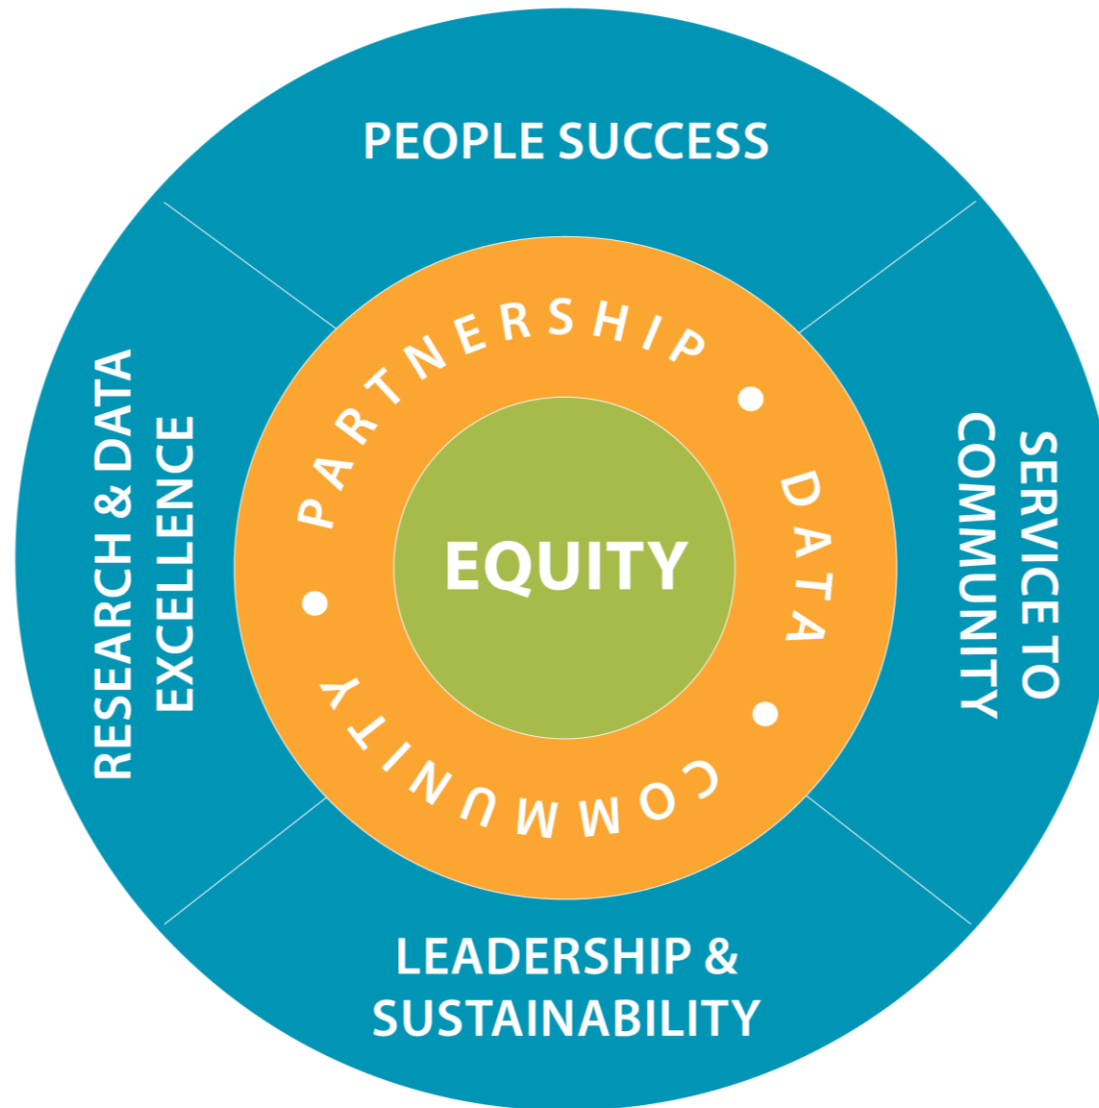 PEOPLE SUCCESS
SERVICE TO
COMMUNITY
LEADERSHIP &
SUSTAINABILITY
RESEARCH & DATA
EXCELLENCE
PARTNERSHIP • DATA • COMMUNITY •
EQUITY